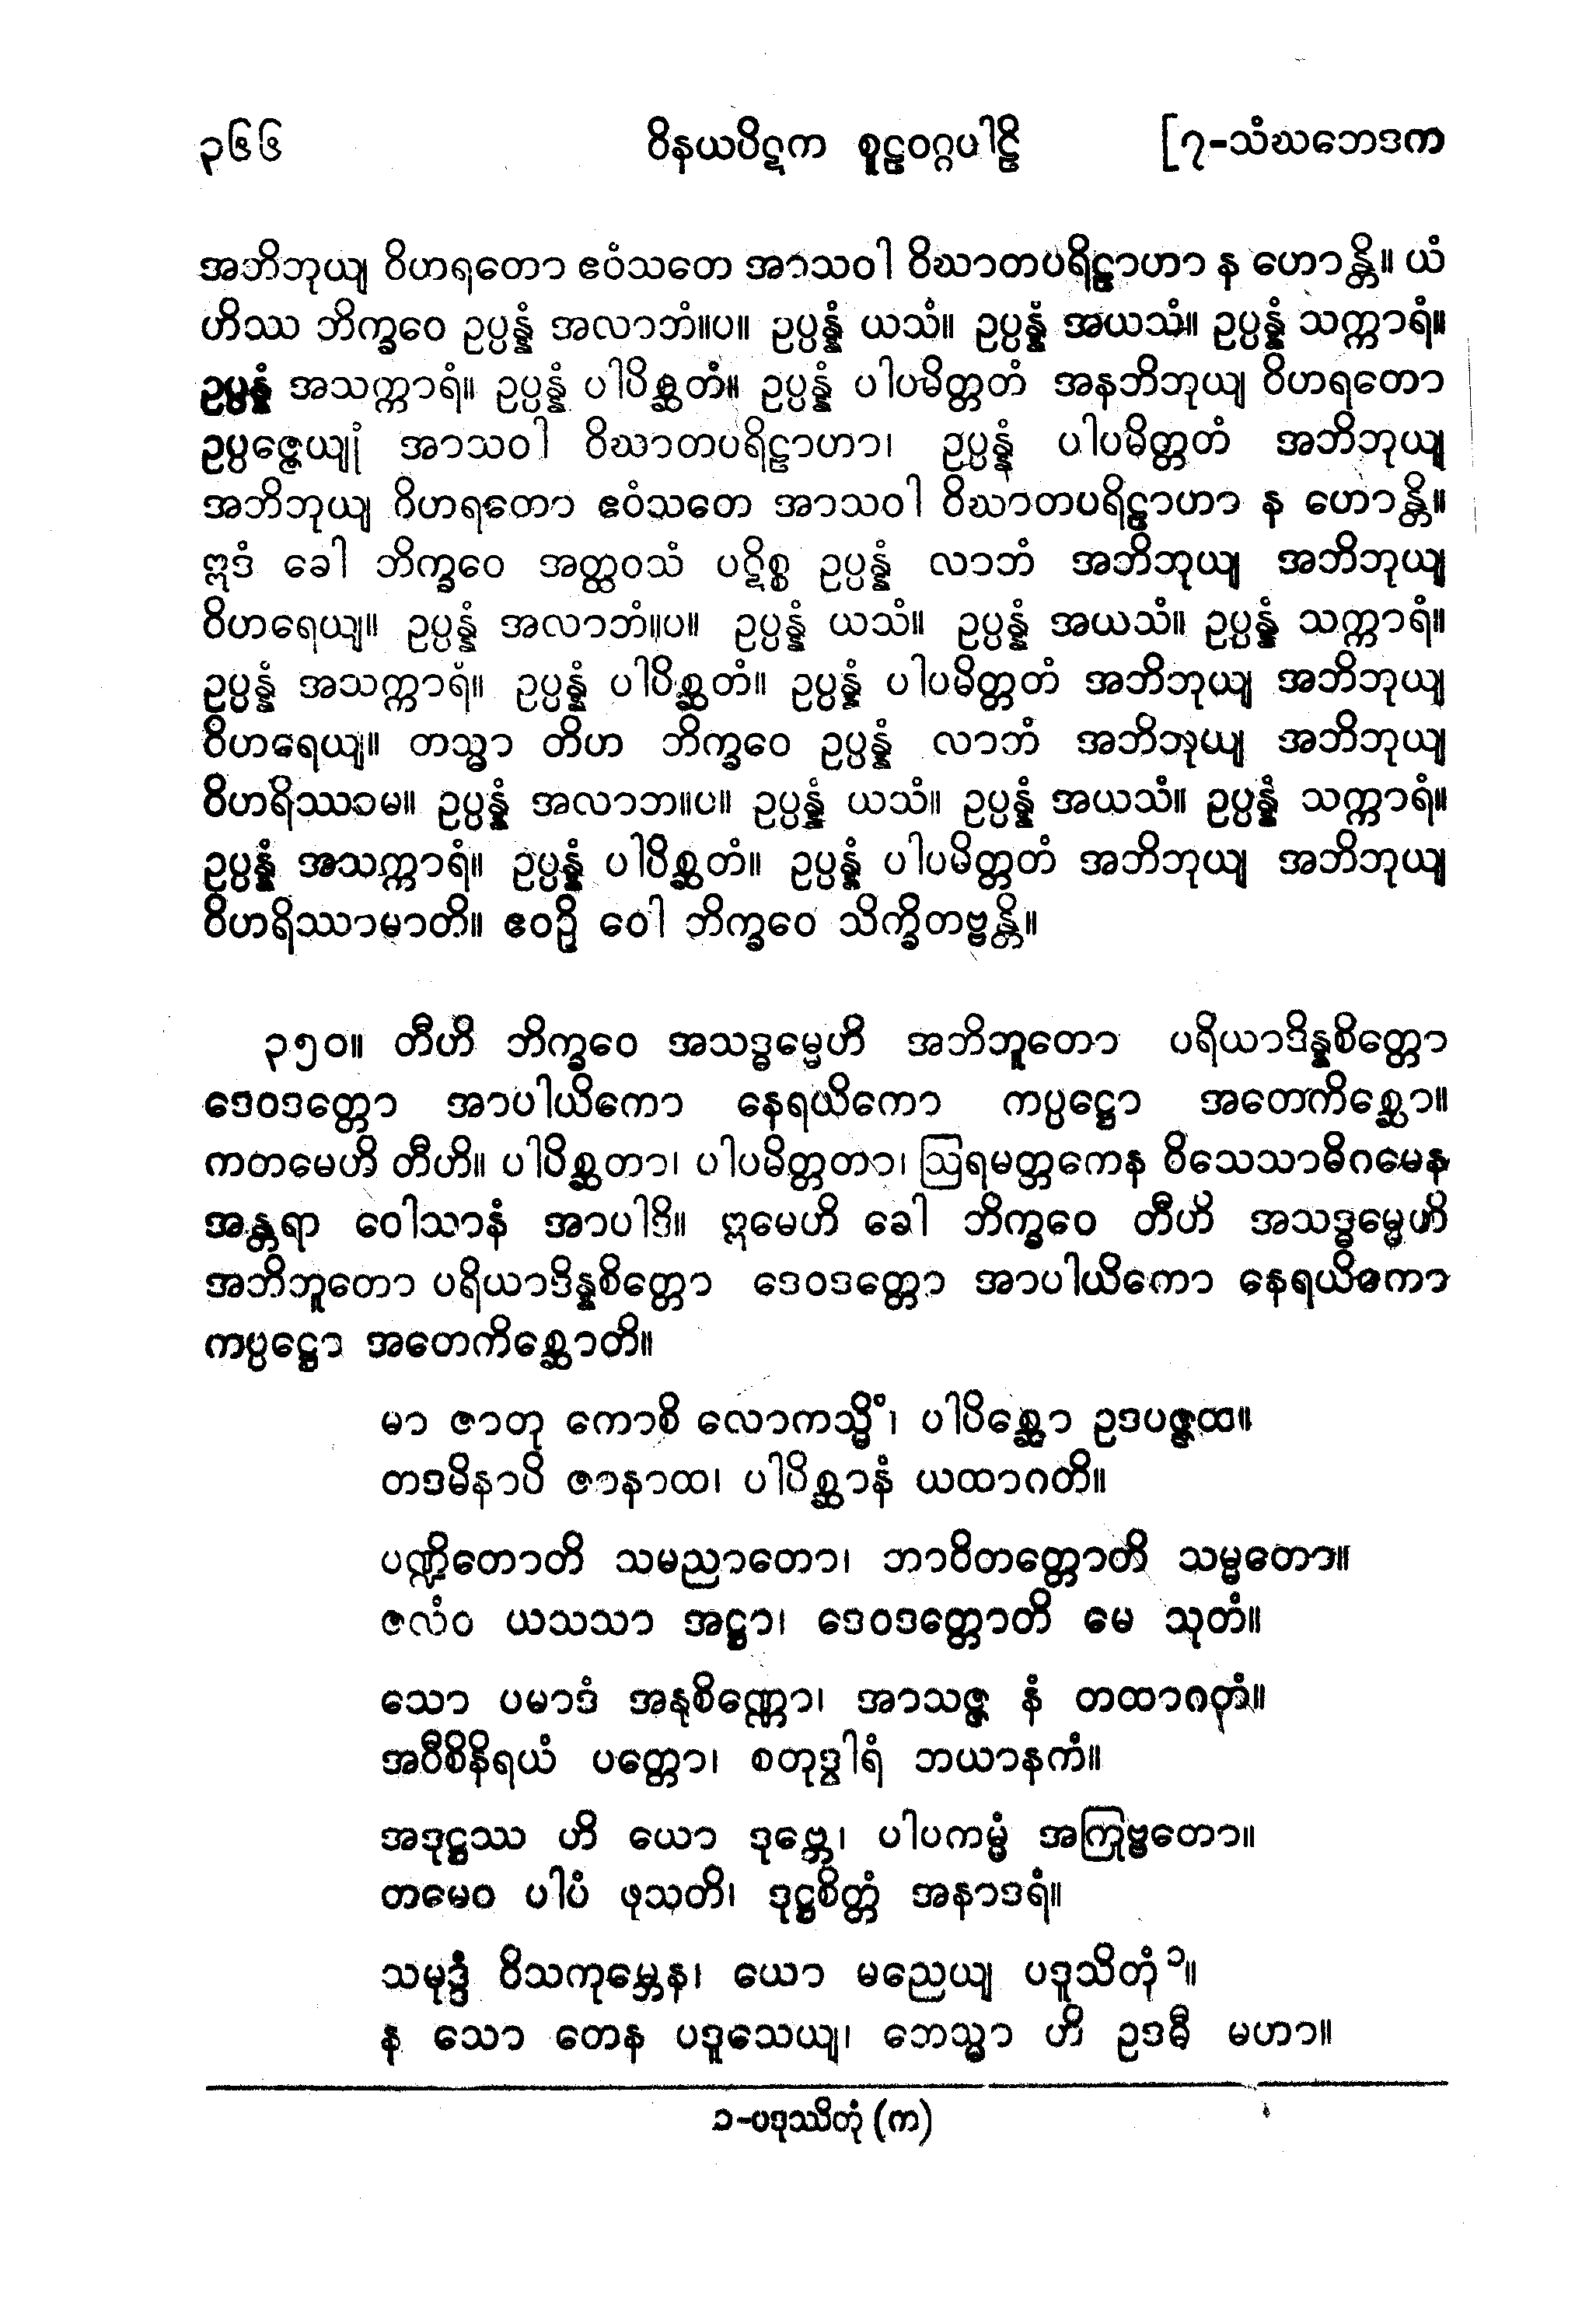 ၃၆၆ ဝိနယပိဋက စူဠဝဂ္ဂပါဠိ [၇-သံဃဘေဒက
အဘိဘုယျ ဝိဟရတော ဧဝံသတေ အာသဝါ ဝိဃာတပရိဠာဟာ န ဟောန္တိ။ ယံ
ဟိဿ ဘိက္ခဝေ ဥပ္ပန္နံ အလာဘံ။ပ။ ဥပ္ပန္နံ ယသံ။ ဥပ္ပန္နံ အယသံ။ ဥပ္ပန္နံ သက္ကာရံ။
ဥပ္ပန္နံ အသက္ကာရံ။ ဥပ္ပန္နံ ပါပိစ္ဆတံ။ ဥပ္ပန္နံ ပါပမိတ္တတံ အနဘိဘုယျ ဝိဟရတော
ဥပ္ပဇ္ဇေယျုံ အာသဝါ ဝိဃာတပရိဠာဟာ၊ ဥပ္ပန္နံ ပါပမိတ္တတံ အဘိဘုယျ
အဘိဘုယျ ဝိဟရတော ဧဝံသတေ အာသဝါ ဝိဃာတပရိဠာဟာ န ဟောန္တိ။
ဣဒံ ခေါ ဘိက္ခဝေ အတ္ထဝသံ ပဋိစ္စ ဥပ္ပန္နံ လာဘံ အဘိဘုယျ အဘိဘုယျ
ဝိဟရေယျ။ ဥပ္ပန္နံ အလာဘံ။ပ။ ဥပ္ပန္နံ ယသံ။ ဥပ္ပန္နံ အယသံ။ ဥပ္ပန္နံ သက္ကာရံ။
ဥပ္ပန္နံ အသက္ကာရံ။ ဥပ္ပန္နံ ပါပိစ္ဆတံ။ ဥပ္ပန္နံ ပါပမိတ္တတံ အဘိဘုယျ အဘိဘုယျ
ဝိဟရေယျ။ တသ္မာ တိဟ ဘိက္ခဝေ ဥပ္ပန္နံ လာဘံ အဘိဘုယျ အဘိဘုယျ
ဝိဟရိဿာမ။ ဥပ္ပန္နံ အလာဘ။ပ။ ဥပ္ပန္နံ ယသံ။ ဥပ္ပန္နံ အယသံ။ ဥပ္ပန္နံ သက္ကာရံ။
ဥပ္ပန္နံ အသက္ကာရံ။ ဥပ္ပန္နံ ပါပိစ္ဆတံ။ ဥပ္ပန္နံ ပါပမိတ္တတံ အဘိဘုယျ အဘိဘုယျ
ဝိဟရိဿာမာတိ။ ဧဝဉှိ ဝေါ ဘိက္ခဝေ သိက္ခိတဗ္ဗန္တိ။
၃၅၀။ တီဟိ ဘိက္ခဝေ အသဒ္ဓမ္မေဟိ အဘိဘူတော ပရိယာဒိန္နစိတ္တော
ဒေဝဒတ္တော အာပါယိကော နေရယိကော ကပ္ပဋ္ဌော အတေကိစ္ဆော။
ကတမေဟိ တီဟိ။ ပါပိစ္ဆတာ၊ ပါပမိတ္တတာ၊ ဩရမတ္တကေန ဝိသေသာဓိဂမေန
အန္တရာ ဝေါသာနံ အာပါဒိ။ ဣမေဟိ ခေါ ဘိက္ခဝေ တီဟိ အသဒ္ဓမ္မေဟိ
အဘိဘူတော ပရိယာဒိန္နစိတ္တော ဒေဝဒတ္တော အာပါယိကော နေရယိကော
ကပ္ပဋ္ဌော အတေကိစ္ဆောတိ။
မာ ဇာတု ကောစိ လောကသ္မိံ၊ ပါပိစ္ဆော ဥဒပဇ္ဇထ။
တဒမိနာပိ ဇာနာထ၊ ပါပိစ္ဆာနံ ယထာဂတိ။
ပဏ္ဍိတောတိ သမညာတော၊ ဘာဝိတတ္တောတိ သမ္မတော။
ဇလံဝ ယသသာ အဋ္ဌာ၊ ဒေဝဒတ္တောတိ မေ သုတံ။
သော ပမာဒံ အနုစိဏ္ဏော၊ အာသဇ္ဇ နံ တထာဂတံ။
အဝီစိနိရယံ ပတ္တော၊ စတုဒ္ဒွါရံ ဘယာနကံ။
အဒုဋ္ဌဿ ဟိ ယော ဒုဗ္ဘေ၊ ပါပကမ္မံ အကြုဗ္ဗတော။
တမေဝ ပါပံ ဖုသတိ၊ ဒုဋ္ဌစိတ္တံ အနာဒရံ။
သမုဒ္ဒံ ဝိသကုမ္ဘေန၊ ယော မညေယျ ပဒူသိတုံ ၁။
န သော တေန ပဒူသေယျ၊ ဘေသ္မာ ဟိ ဥဒဓီ မဟာ။
၁-ပဒုဿိတုံ (က)